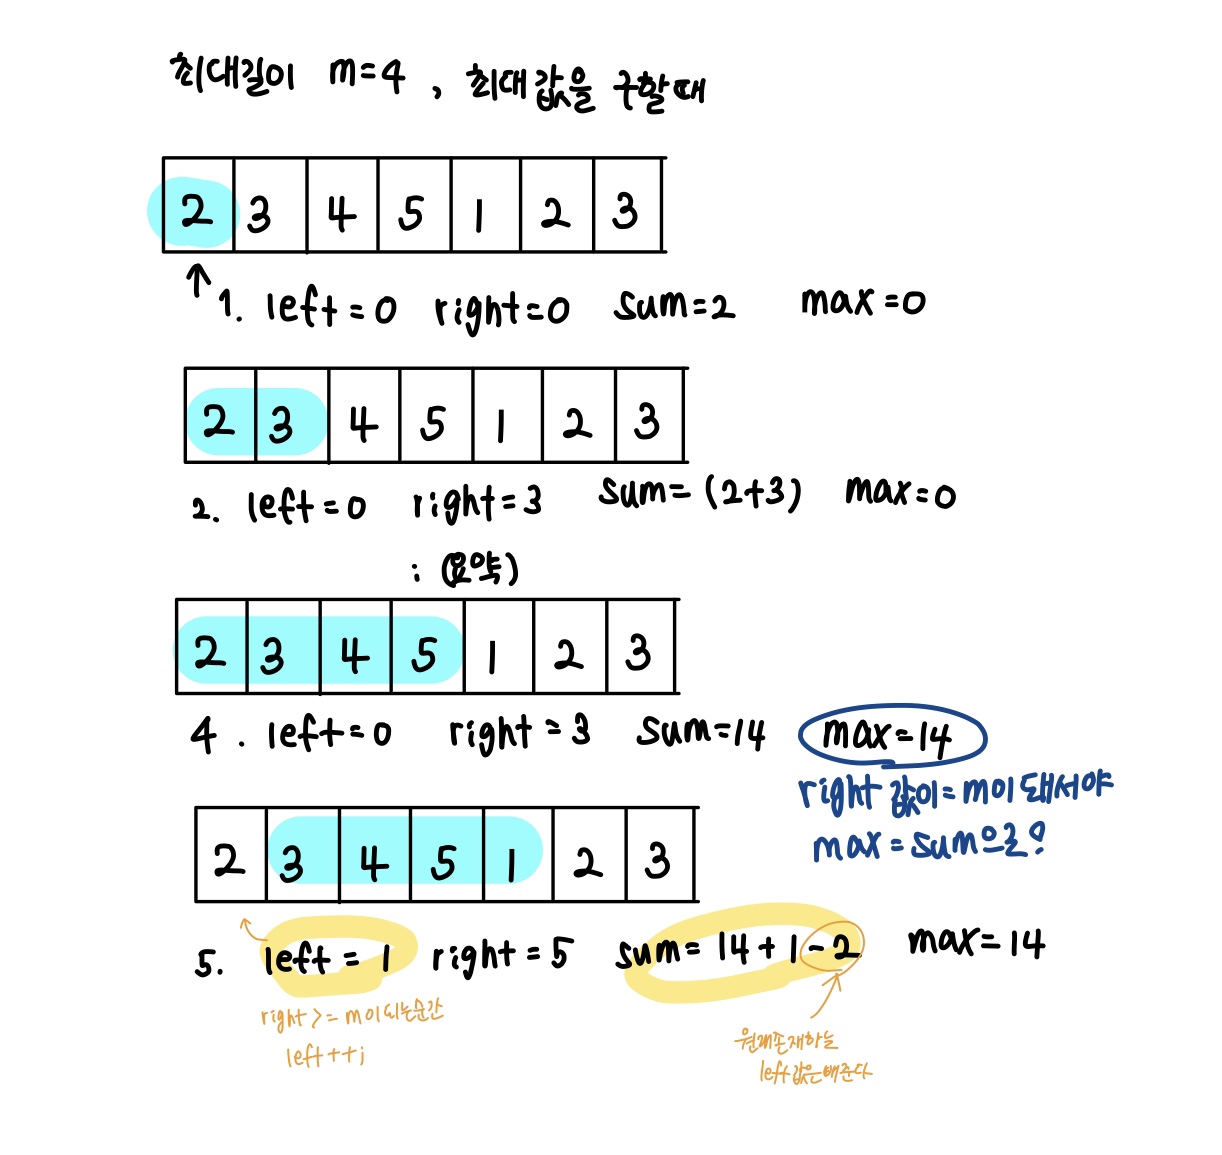 최대길이 m=4, 최대값을 구할때
2 3 4 5 1 2 3
1. left=0 right=0 sum=2 max=0
2 3 4 5 1 2 3
2. left=0 right=3 sum=(2+3) max=0
: (요약)
2 3 4 5 1 2 3
4. left=0 right=3 sum=14 max=14
right 값이=m이 돼서야
max=sum으로?
2 3 4 5 1 2 3
5. left=1 right=5 sum=14+1-2 max=14
right>=m이되는순간
left++;
원래존재하는
left값은빼준다